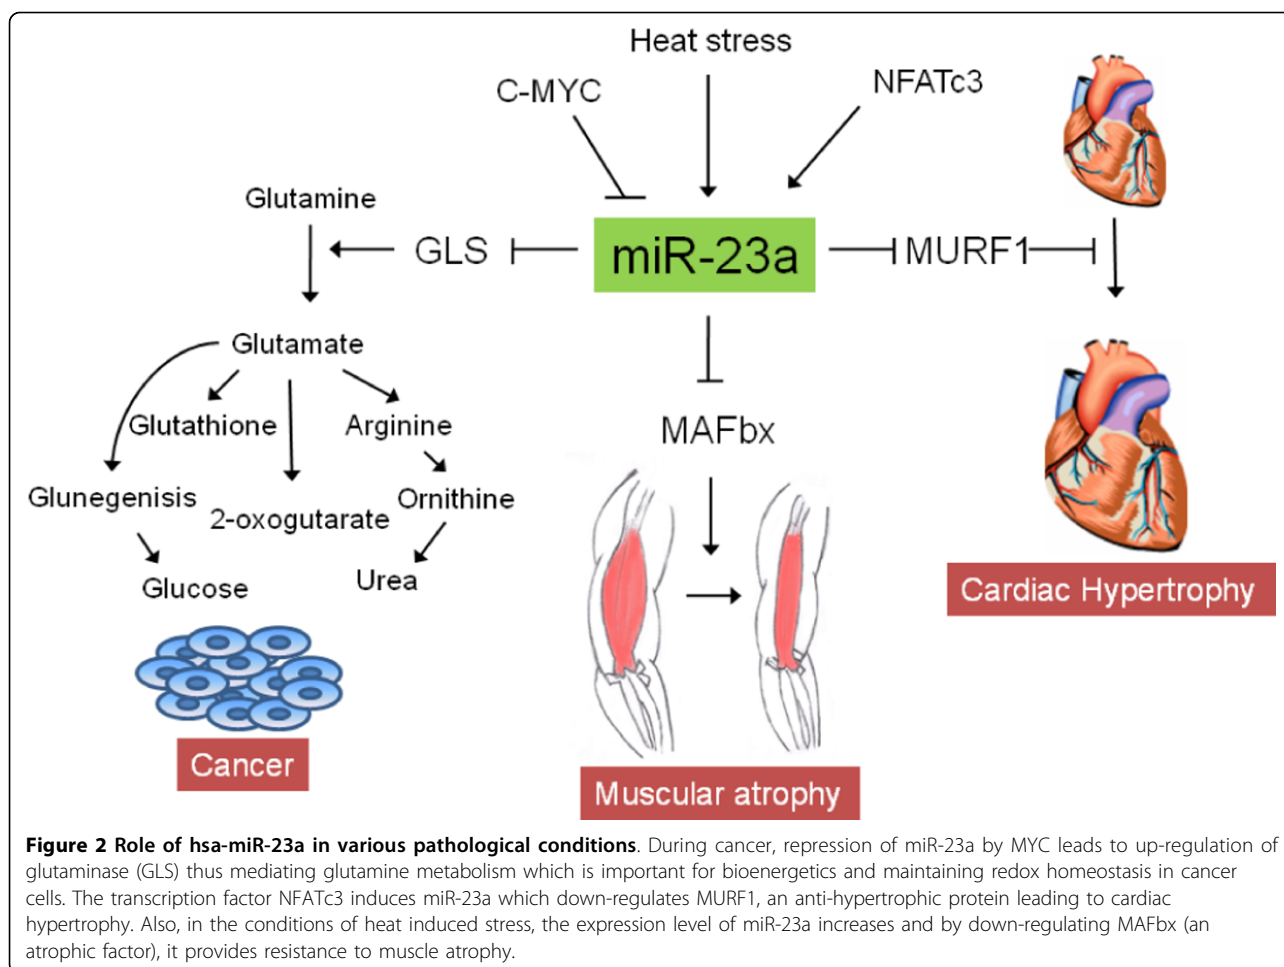 Heat stress
C-MYC
NFATc3
Glutamine
GLS
miR-23a
MURF1
Glutamate
Glutathione
Arginine
MAFbx
Glunegenisis
2-oxogutarate
Ornithine
Glucose
Urea
Cardiac Hypertrophy
Cancer
Muscular atrophy
Figure 2 Role of hsa-miR-23a in various pathological conditions. During cancer, repression of miR-23a by MYC leads to up-regulation of
glutaminase (GLS) thus mediating glutamine metabolism which is important for bioenergetics and maintaining redox homeostasis in cancer
cells. The transcription factor NFATc3 induces miR-23a which down-regulates MURF1, an anti-hypertrophic protein leading to cardiac
hypertrophy. Also, in the conditions of heat induced stress, the expression level of miR-23a increases and by down-regulating MAFbx (an
atrophic factor), it provides resistance to muscle atrophy.